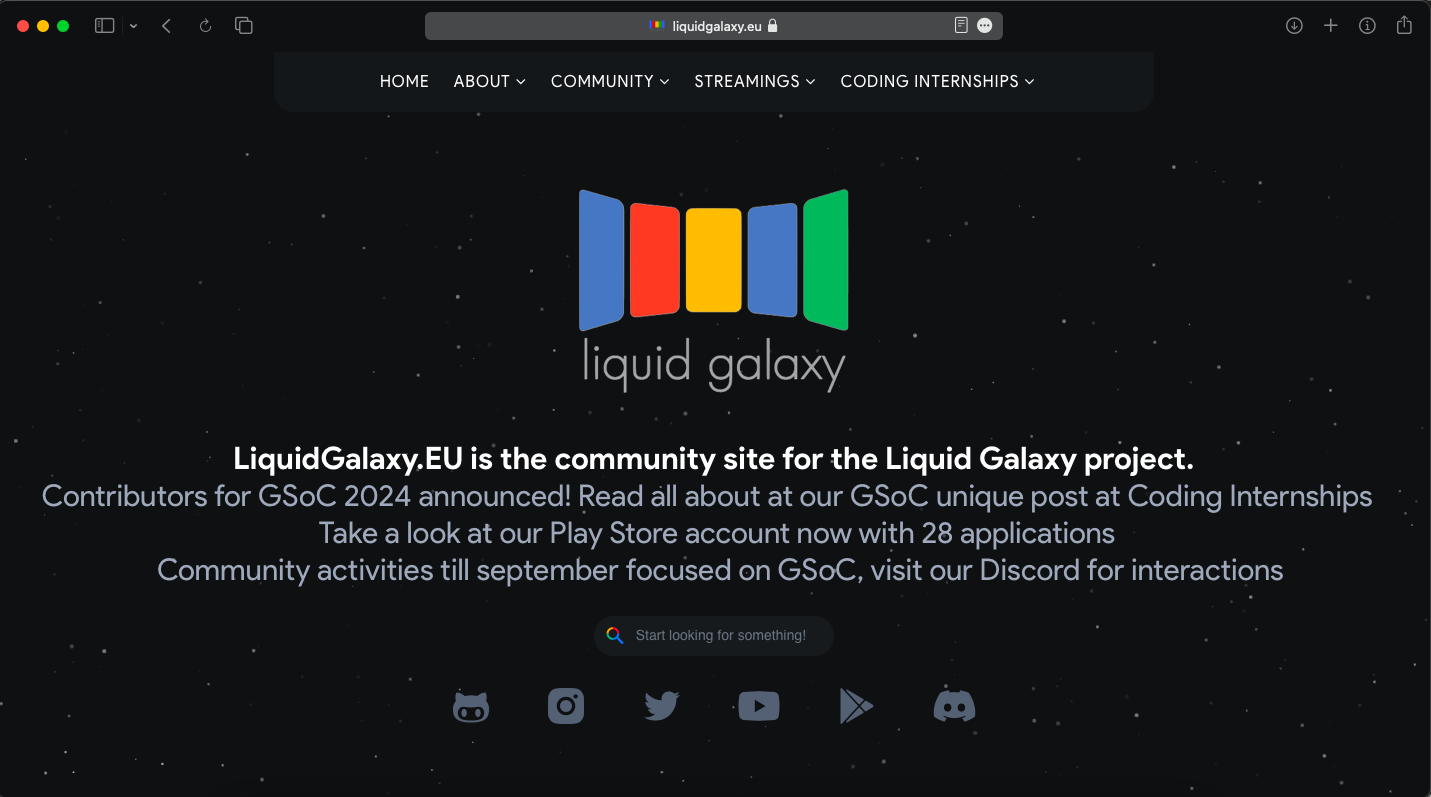 liquidgalaxy.eu
HOME ABOUT COMMUNITY STREAMINGS CODING INTERNSHIPS
liquid galaxy
LiquidGalaxy.EU is the community site for the Liquid Galaxy project.
Contributors for GSoC 2024 announced! Read all about at our GSoC unique post at Coding Internships
Take a look at our Play Store account now with 28 applications
Community activities till september focused on GSoC, visit our Discord for interactions
Start looking for something!